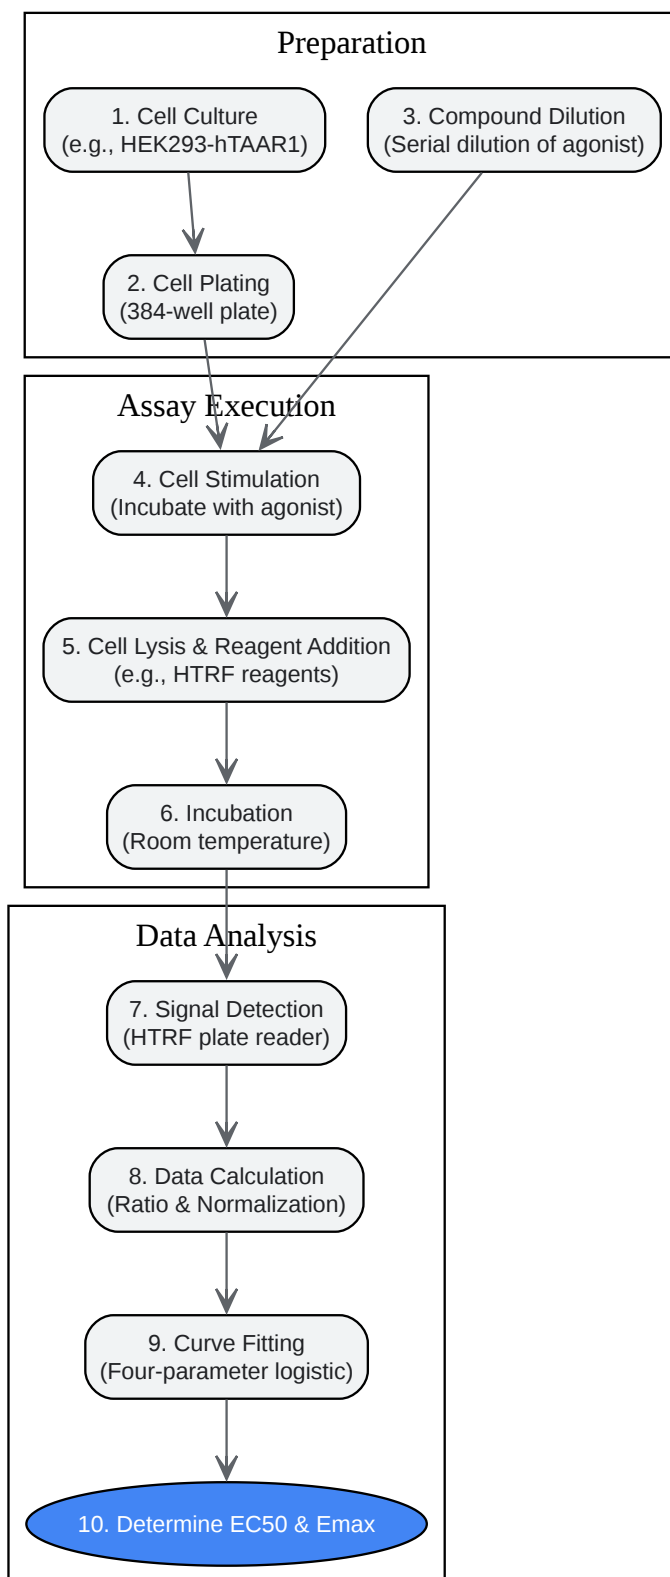 Preparation
1. Cell Culture
(e.g., HEK293-hTAAR1)
3. Compound Dilution
(Serial dilution of agonist)
2. Cell Plating
(384-well plate)
Assay Execution
4. Cell Stimulation
(Incubate with agonist)
5. Cell Lysis & Reagent Addition
(e.g., HTRF reagents)
6. Incubation
(Room temperature)
Data Analysis
7. Signal Detection
(HTRF plate reader)
8. Data Calculation
(Ratio & Normalization)
9. Curve Fitting
(Four-parameter logistic)
10. Determine EC50 & Emax